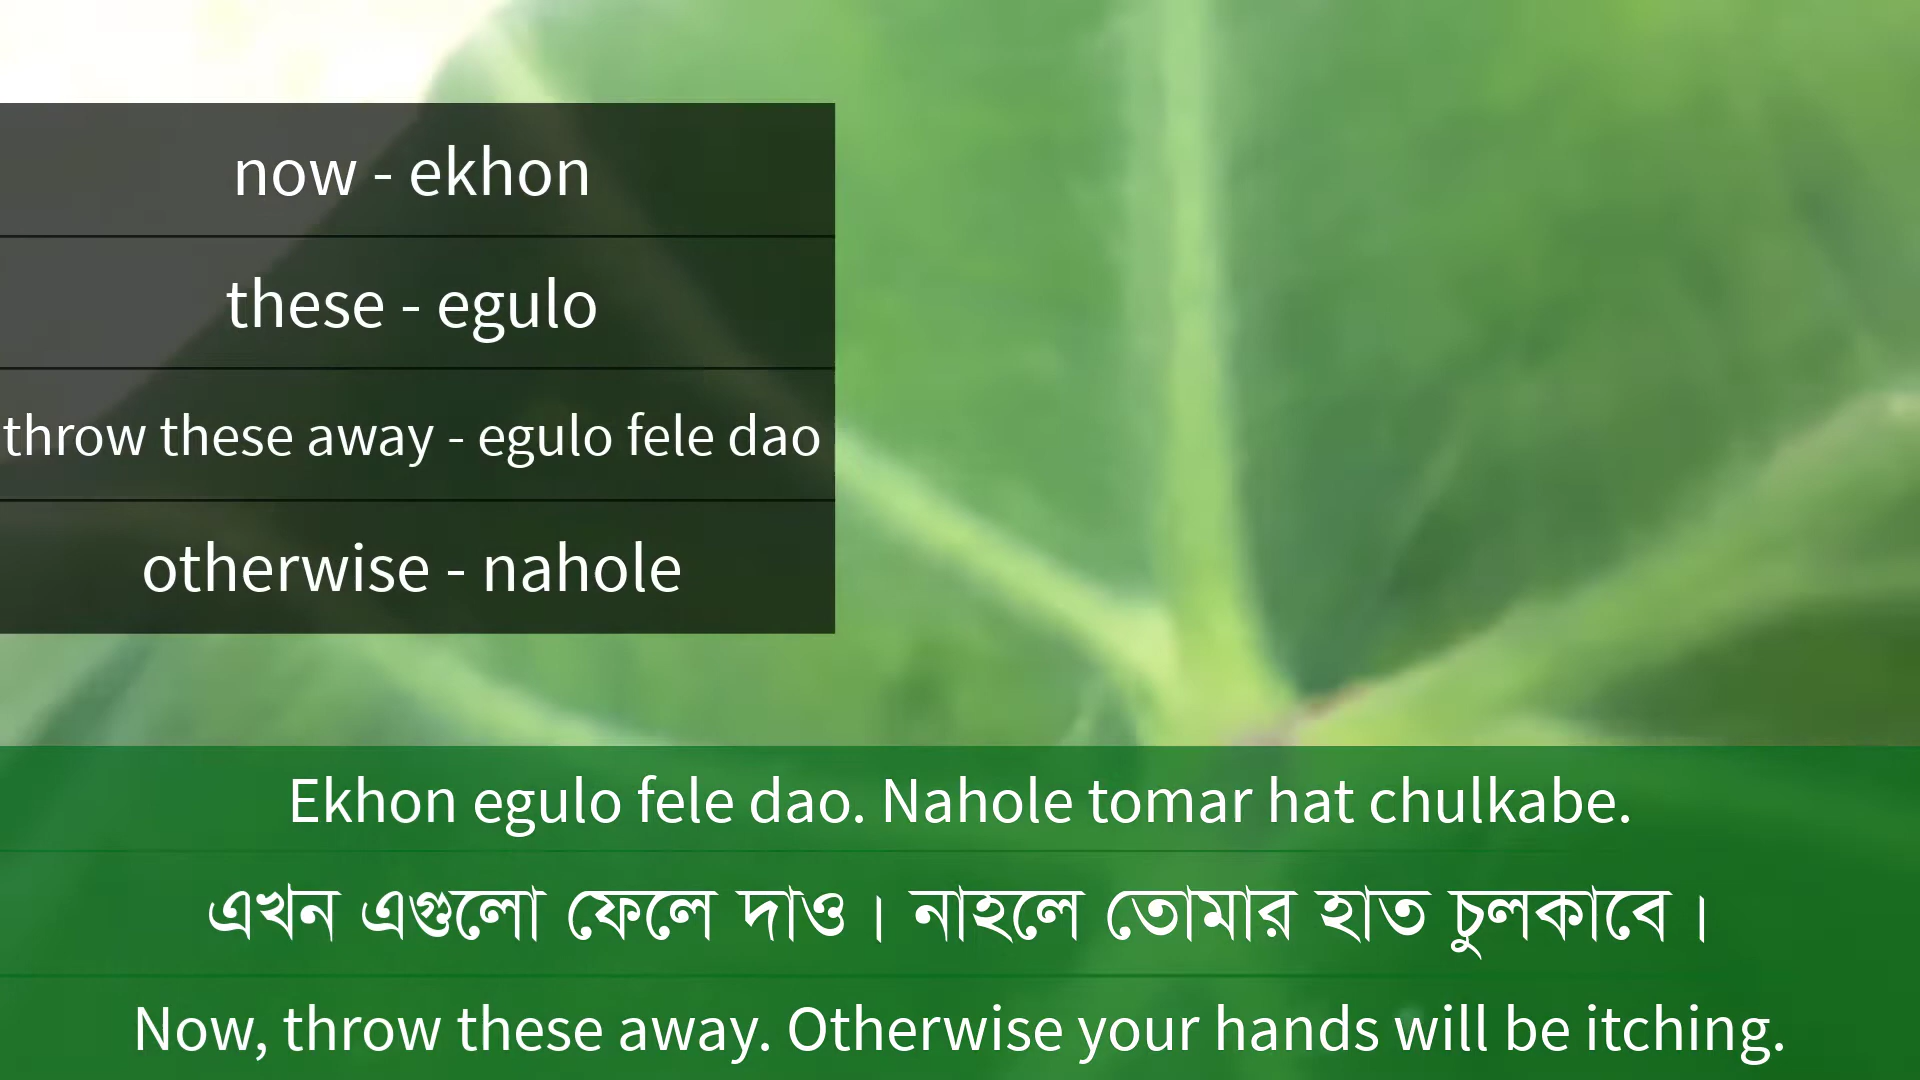 now - ekhon
these - egulo
throw these away - egulo fele dao
otherwise - nahole
Ekhon egulo fele dao. Nahole tomar hat chulkabe.
এখন এগুলো ফেলে দাও। নাহলে তোমার হাত চুলকাবে।
Now, throw these away. Otherwise your hands will be itching.